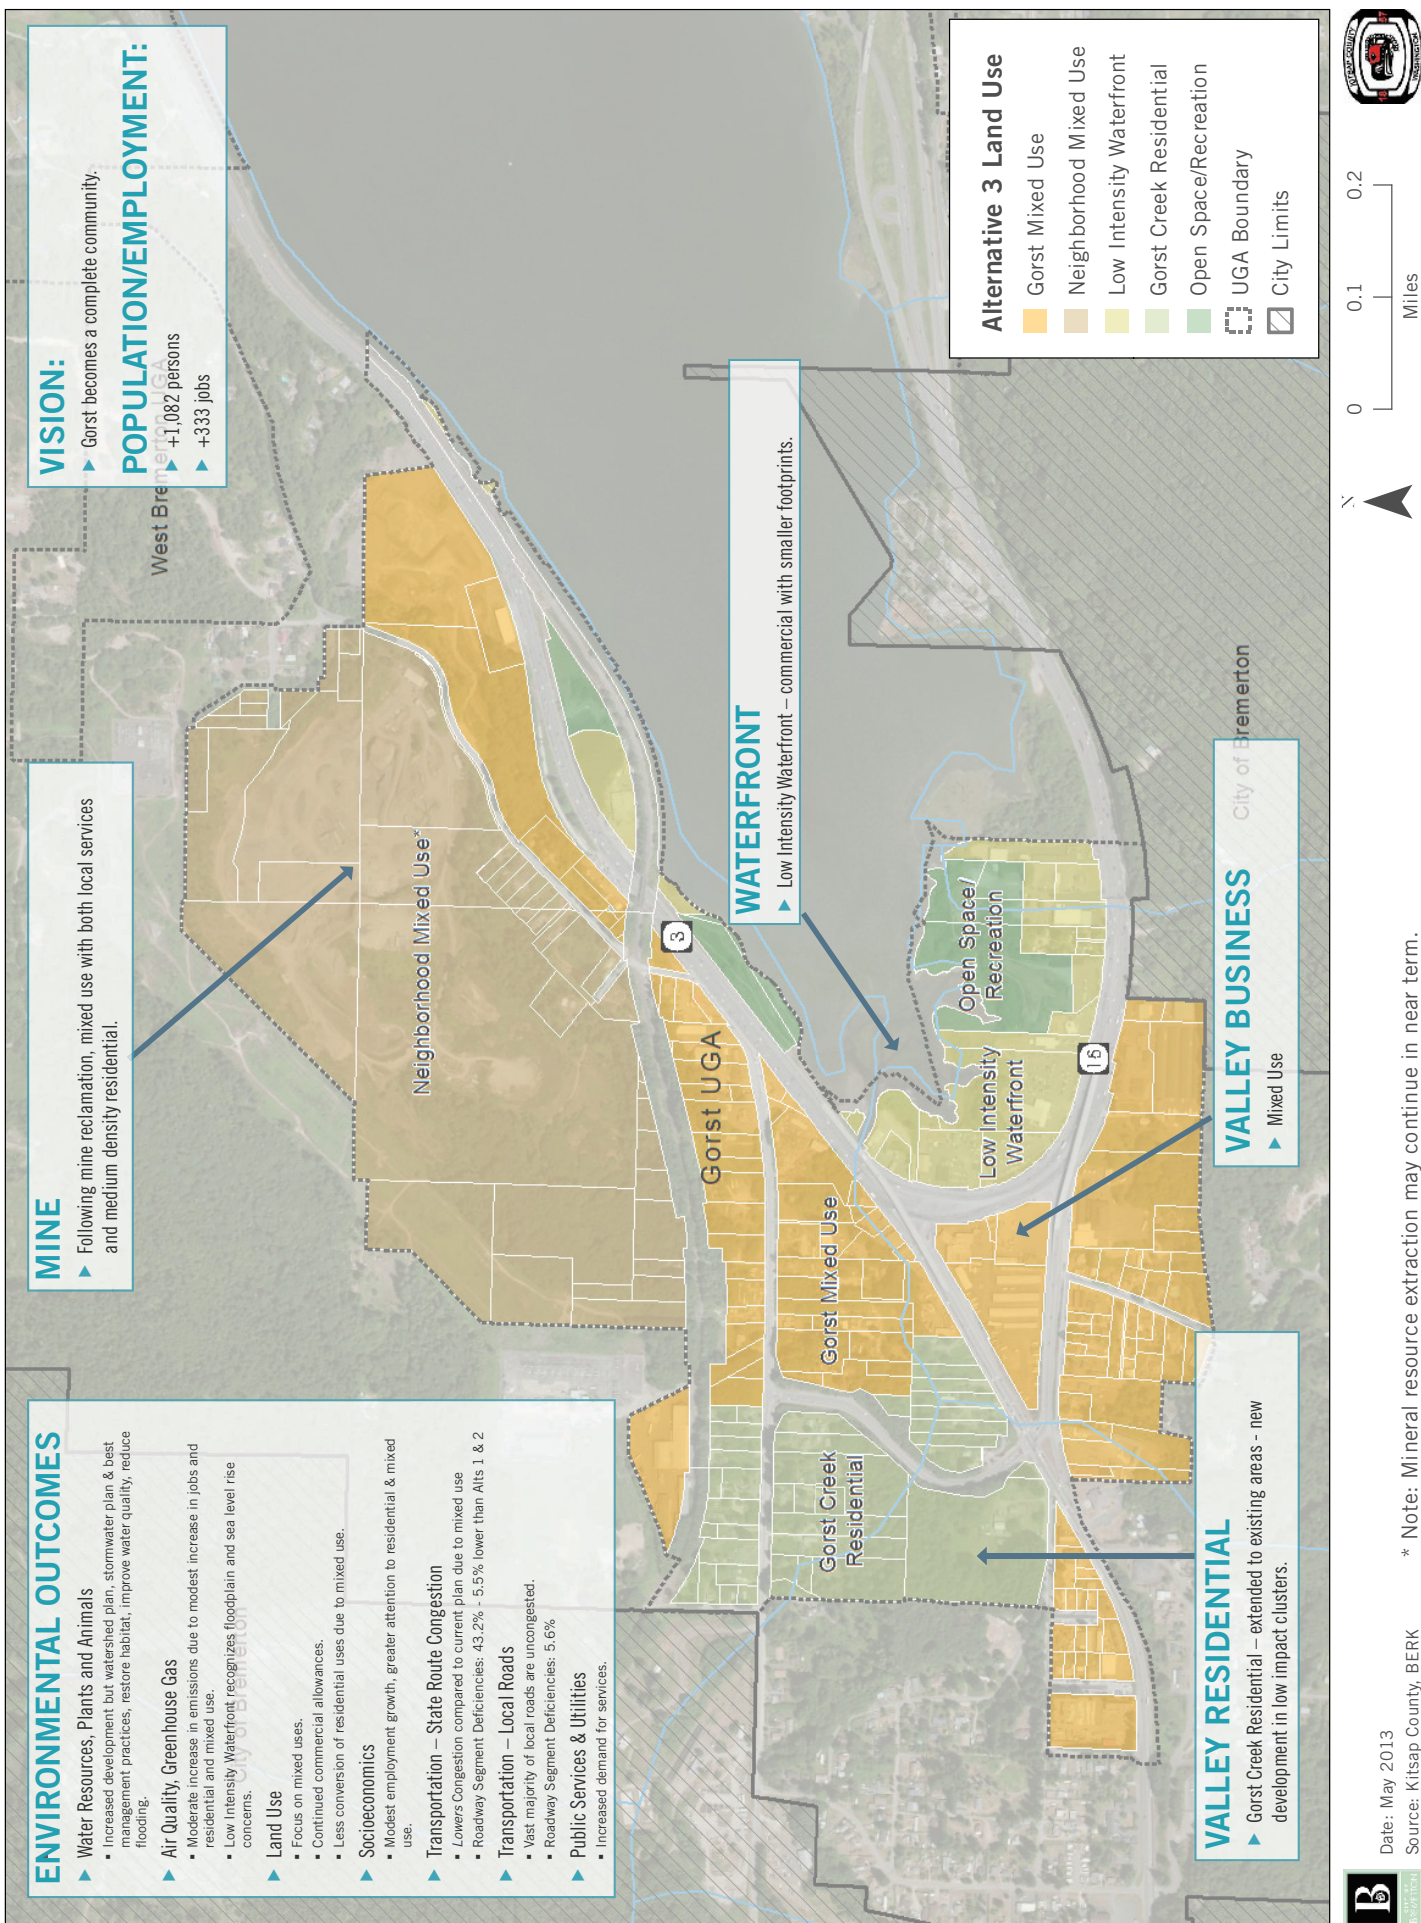 ENVIRONMENTAL OUTCOMES
▶ Water Resources, Plants and Animals
▪ Increased development but watershed plan, stormwater plan & best
management practices, restore habitat, improve water quality, reduce
flooding.
▶ Air Quality, Greenhouse Gas
▪ Moderate increase in emissions due to modest increase in jobs and
residential and mixed use.
▪ Low Intensity Waterfront recognizes floodplain and sea level rise
concerns.
▶ Land Use
▪ Focus on mixed uses.
▪ Continued commercial allowances.
▪ Less conversion of residential uses due to mixed use.
▶ Socioeconomics
▪ Modest employment growth, greater attention to residential & mixed
use.
▶ Transportation – State Route Congestion
▪ Lowers Congestion compared to current plan due to mixed use
▪ Roadway Segment Deficiencies: 43.2% - 5.5% lower than Alts 1 & 2
▶ Transportation – Local Roads
▪ Vast majority of local roads are uncongested.
▪ Roadway Segment Deficiencies: 5.6%
▶ Public Services & Utilities
▪ Increased demand for services.
City of Bremerton
MINE
▶ Following mine reclamation, mixed use with both local services
and medium density residential.
VISION:
▶ Gorst becomes a complete community.
POPULATION/EMPLOYMENT:
▶ +1,082 persons
▶ +333 jobs
West Bremerton UGA
Neighborhood Mixed Use*
Gorst UGA
3
Gorst Mixed Use
Gorst Creek
Residential
WATERFRONT
▶ Low Intensity Waterfront – commercial with smaller footprints.
Open Space/
Recreation
Low Intensity
Waterfront
16
City of Bremerton
VALLEY RESIDENTIAL
▶ Gorst Creek Residential – extended to existing areas - new
development in low impact clusters.
VALLEY BUSINESS
▶ Mixed Use
Alternative 3 Land Use
Gorst Mixed Use
Neighborhood Mixed Use
Low Intensity Waterfront
Gorst Creek Residential
Open Space/Recreation
UGA Boundary
City Limits
B
Date: May 2013
Source: Kitsap County, BERK
* Note: Mineral resource extraction may continue in near term.
0 0.1 0.2
Miles
KITSAP COUNTY
18 57
WASHINGTON